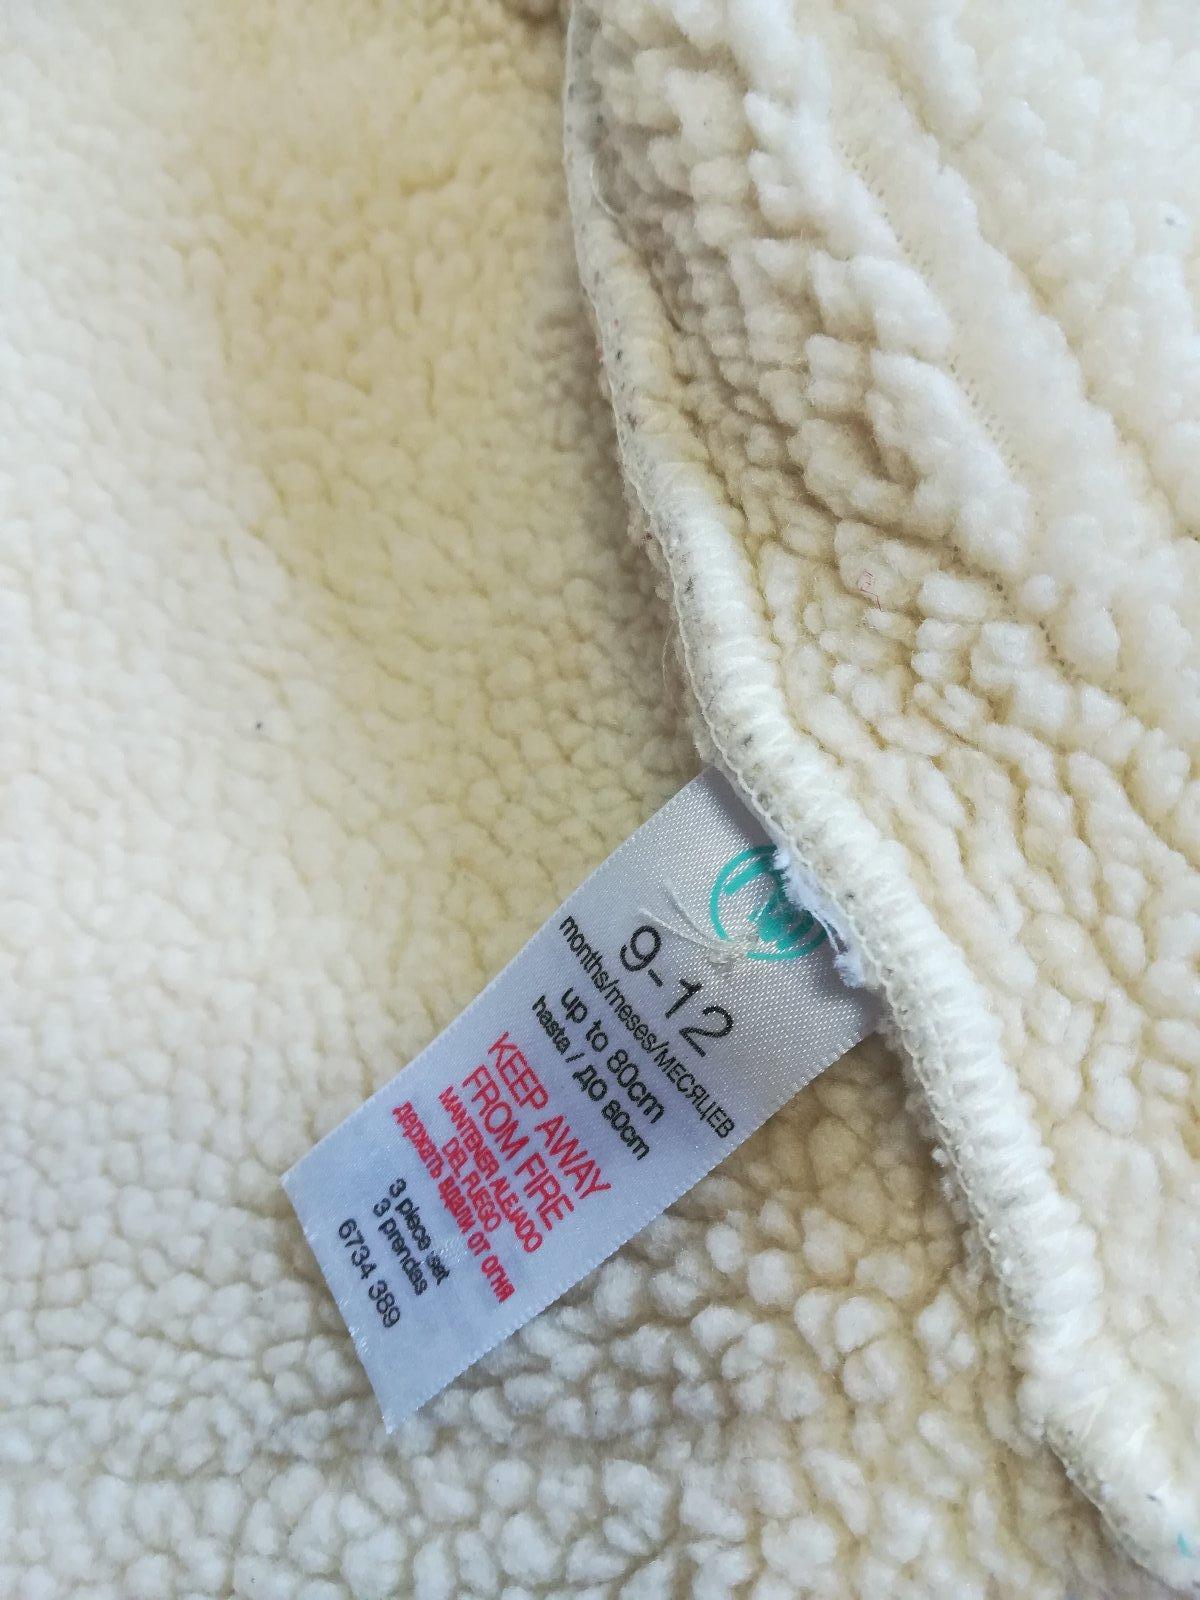 9-12
months/meses/МЕСЯЦЕВ
up to 80cm
hasta / ДО 80cm
KEEP AWAY
FROM FIRE
MANTENER ALEJADO
DEL FUEGO
держать вдали от огня
3 piece set
3 prendas
6734 389